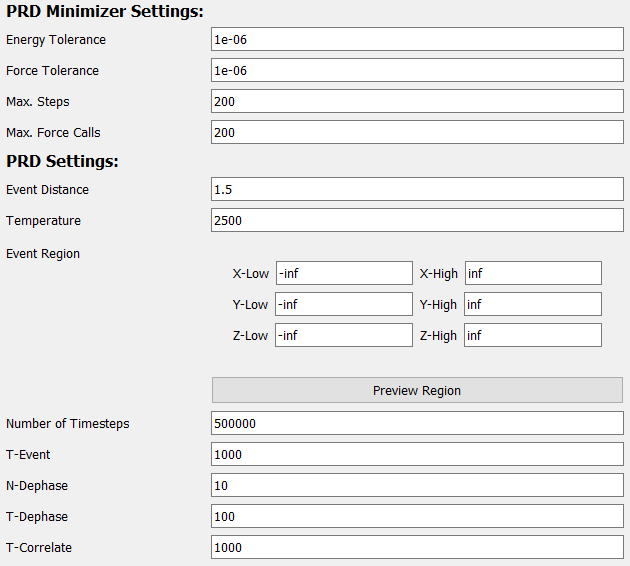 PRD Minimizer Settings:
Energy Tolerance 1e-06
Force Tolerance 1e-06
Max. Steps 200
Max. Force Calls 200
PRD Settings:
Event Distance 1.5
Temperature 2500
Event Region
X-Low -inf X-High inf
Y-Low -inf Y-High inf
Z-Low -inf Z-High inf
Preview Region
Number of Timesteps 500000
T-Event 1000
N-Dephase 10
T-Dephase 100
T-Correlate 1000